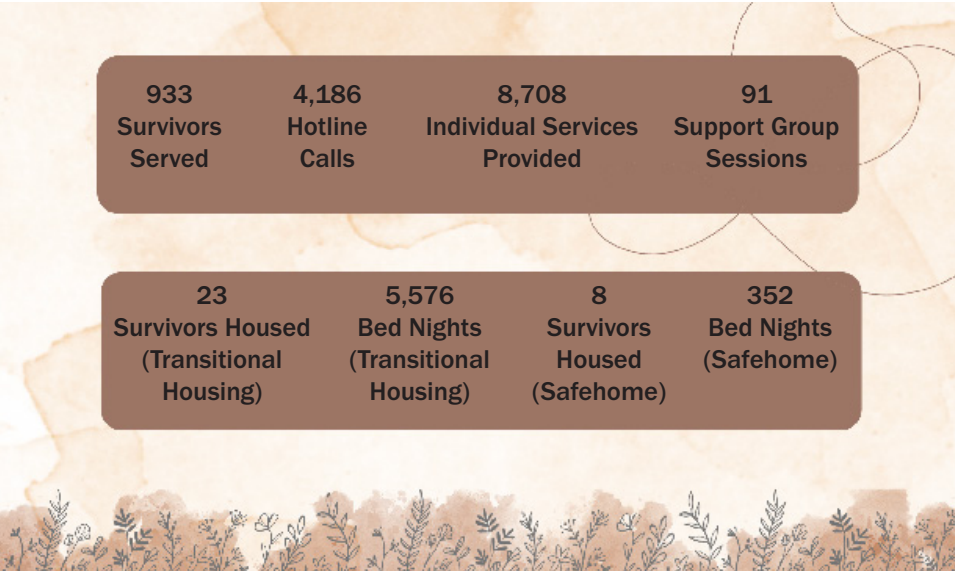 933
Survivors
Served
4,186
Hotline
Calls
8,708
Individual Services
Provided
91
Support Group
Sessions
23
Survivors Housed
(Transitional
Housing)
5,576
Bed Nights
(Transitional
Housing)
8
Survivors
Housed
(Safehome)
352
Bed Nights
(Safehome)